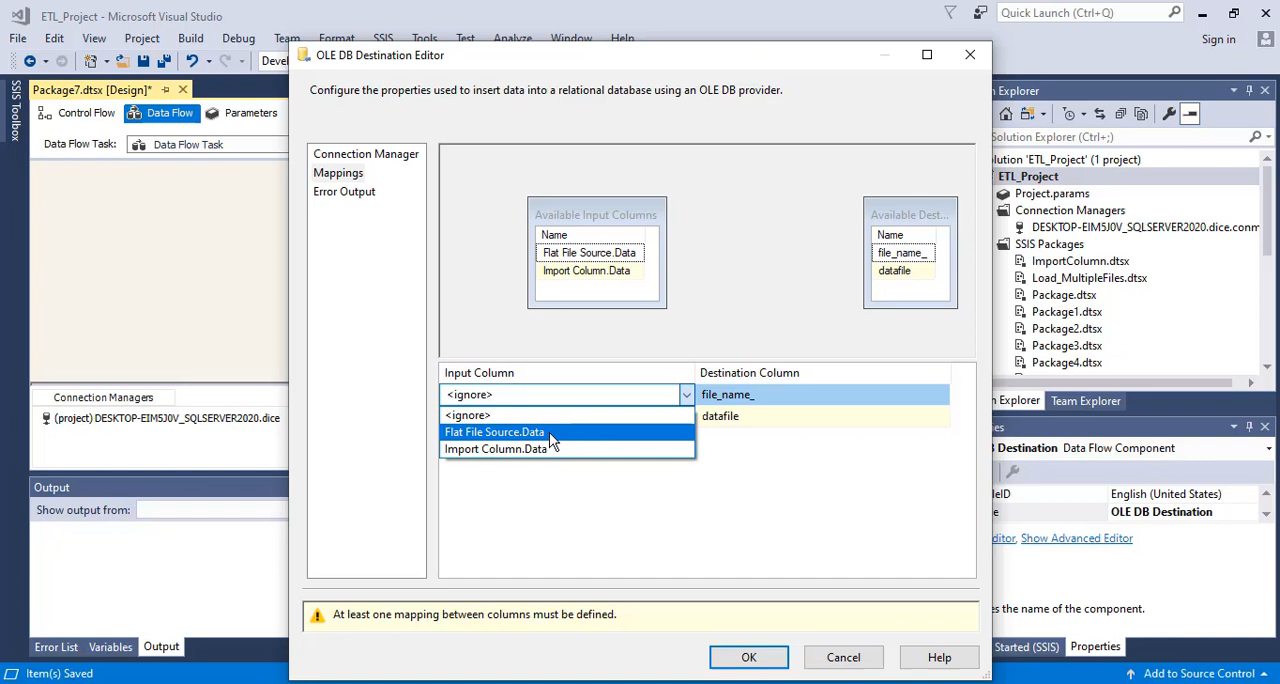 ETL_Project - Microsoft Visual Studio
Quick Launch (Ctrl+Q)
File Edit View Project Build Debug Team Format SSIS Tools Test Analyze Window Help
Sign in
Devel
OLE DB Destination Editor
Configure the properties used to insert data into a relational database using an OLE DB provider.
SSIS Toolbox
Package7.dtsx [Design]*
Control Flow Data Flow Parameters
Data Flow Task: Data Flow Task
Connection Managers
(project) DESKTOP-EIM5J0V_SQLSERVER2020.dice
Output
Show output from:
Error List Variables Output
Item(s) Saved
Connection Manager
Mappings
Error Output
Available Input Columns
Name
Flat File Source.Data
Import Column.Data
Available Dest...
Name
file_name_
datafile
Input Column Destination Column
<ignore> file_name_
<ignore> datafile
Flat File Source.Data
Import Column.Data
At least one mapping between columns must be defined.
OK Cancel Help
Explorer
olution Explorer (Ctrl+;)
olution 'ETL_Project' (1 project)
ETL_Project
Project.params
Connection Managers
DESKTOP-EIM5J0V_SQLSERVER2020.dice.conm
SSIS Packages
ImportColumn.dtsx
Load_MultipleFiles.dtsx
Package.dtsx
Package1.dtsx
Package2.dtsx
Package3.dtsx
Package4.dtsx
n Explorer Team Explorer
ies
B Destination Data Flow Component
leID English (United States)
e OLE DB Destination
ditor, Show Advanced Editor
es the name of the component.
Started (SSIS) Properties
Add to Source Control